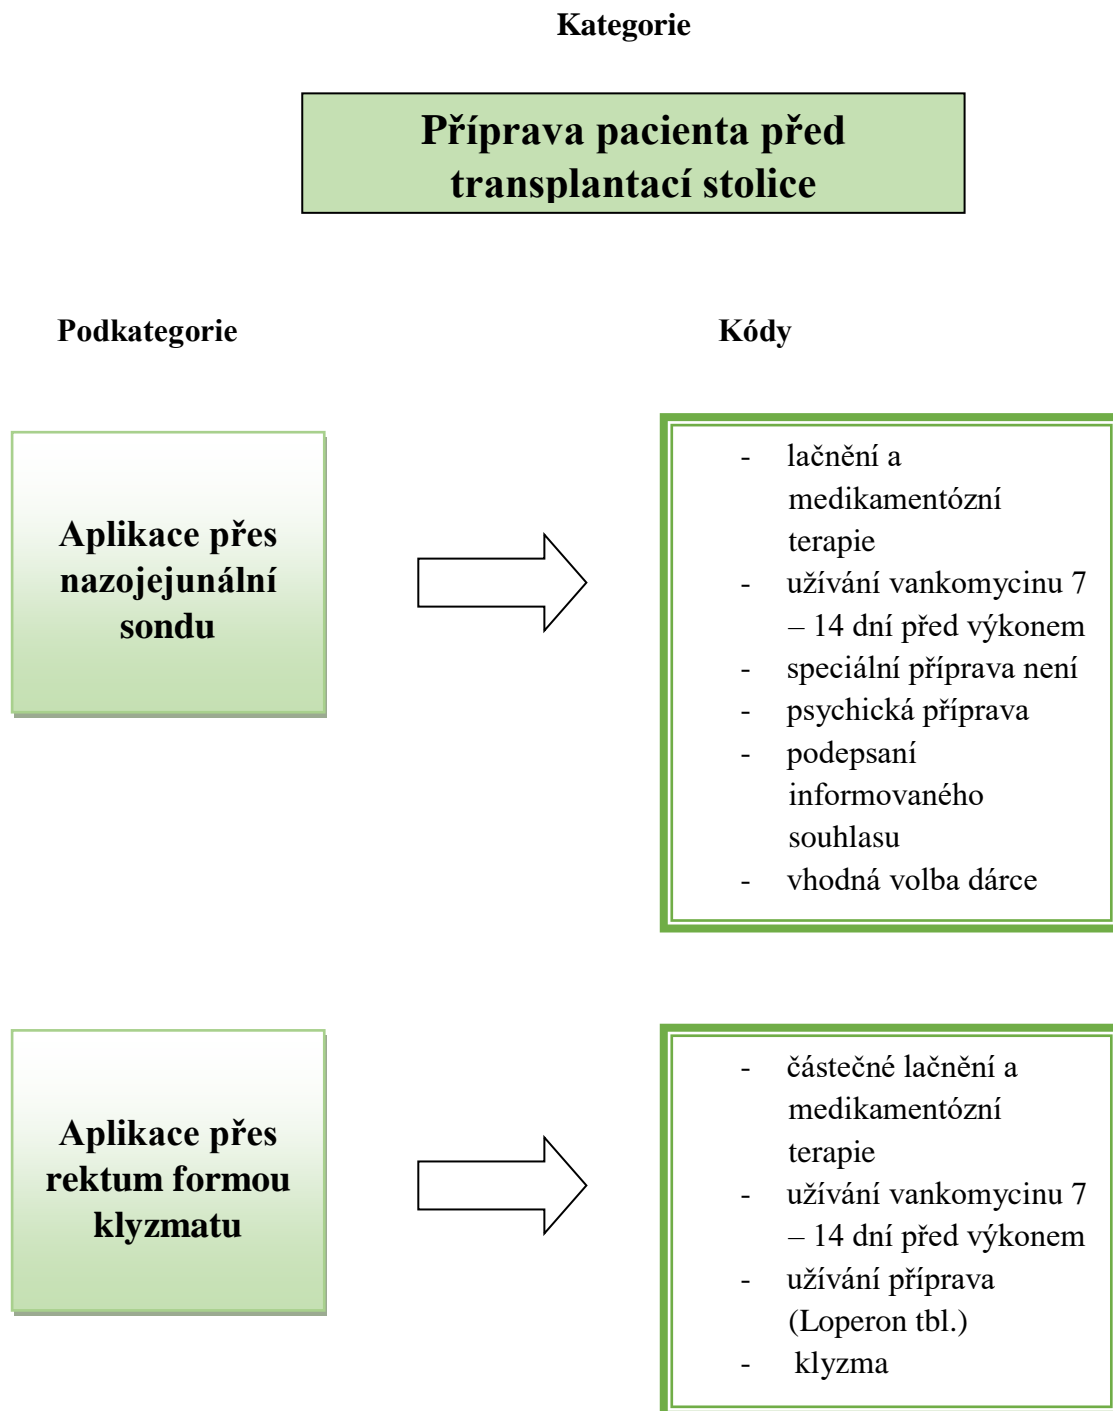 Kategorie
Příprava pacienta před
transplantací stolice
Podkategorie
Kódy
Aplikace přes
nazojejunální
sondu
- lačnění a
medikamentózní
terapie
- užívání vankomycinu 7
– 14 dní před výkonem
- speciální příprava není
- psychická příprava
- podepsaní
informovaného
souhlasu
- vhodná volba dárce
Aplikace přes
rektum formou
klyzmatu
- částečné lačnění a
medikamentózní
terapie
- užívání vankomycinu 7
– 14 dní před výkonem
- užívání příprava
(Loperon tbl.)
- klyzma